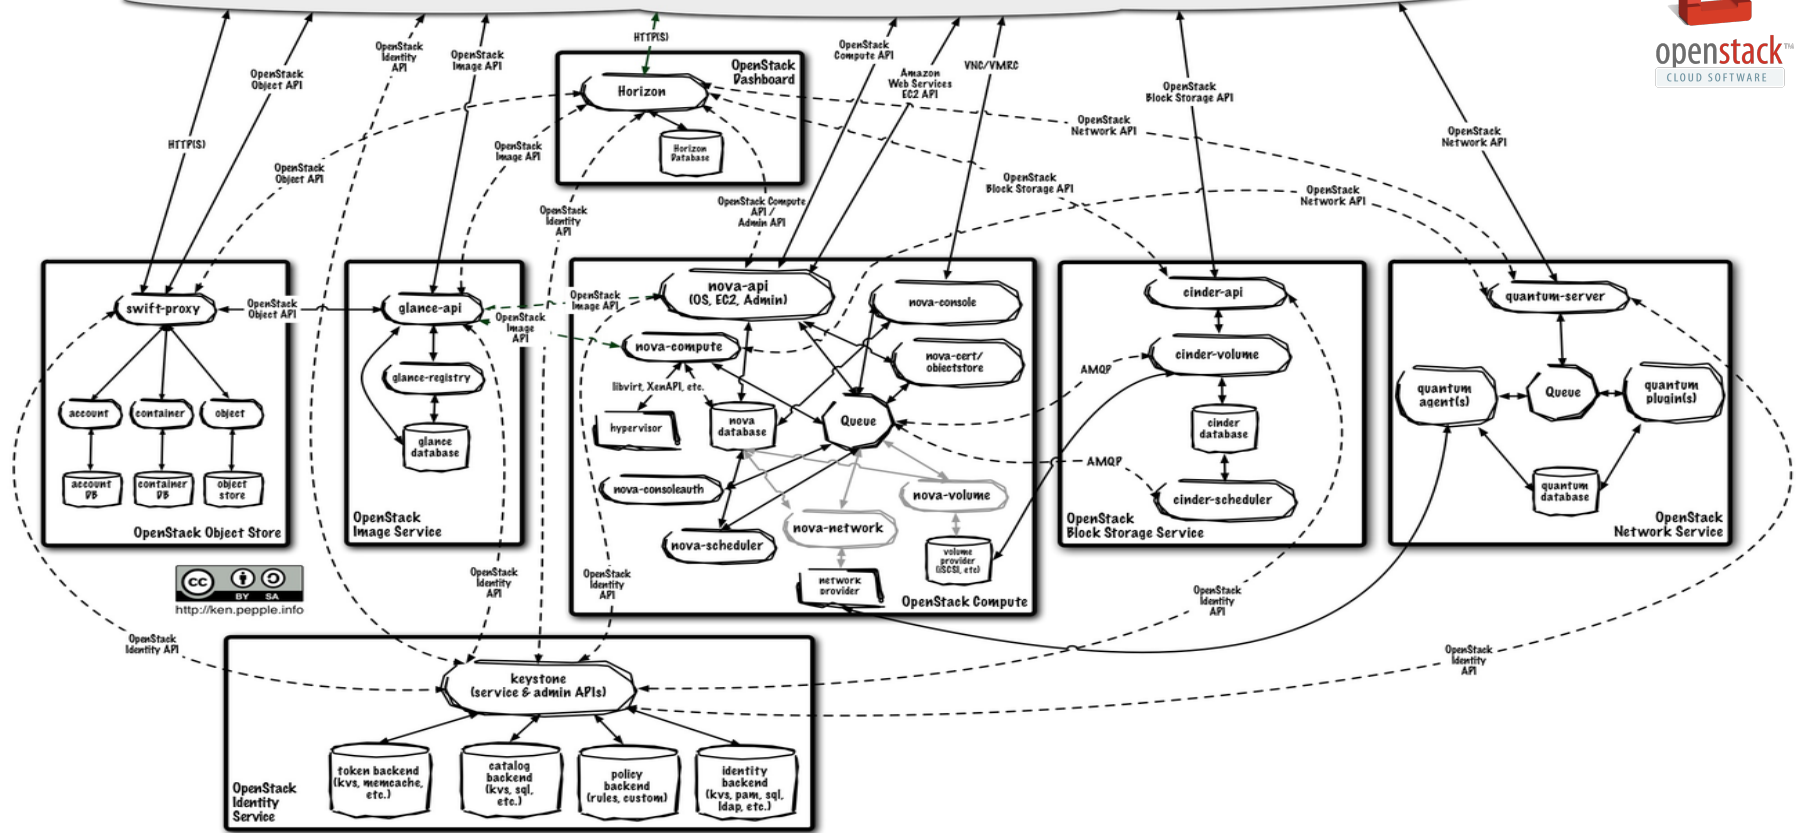 openstack
TM
CLOUD SOFTWARE
OpenStack
Identity
API
OpenStack
Image API
HTTP(S)
OpenStack
Compute API
Amazon
Web Services
EC2 API
VNC/VMRC
OpenStack
Object API
OpenStack
Block Storage API
OpenStack
Network API
OpenStack
Network API
HTTP(S)
OpenStack
Dashboard
Horizon
Horizon
Database
OpenStack
Image API
OpenStack
Object API
OpenStack
Identity
API
OpenStack Compute
API /
Admin API
OpenStack
Block Storage API
OpenStack
Network API
swift-proxy
OpenStack
Object API
account
container
object
account
DB
container
DB
object
store
OpenStack Object Store
glance-api
glance-registry
glance
database
OpenStack
Image Service
OpenStack
Image API
OpenStack
Image
API
nova-api
(OS, EC2, Admin)
nova-console
nova-compute
nova-cert/
objectstore
libvirt, XenAPI, etc.
hypervisor
nova
database
Queue
nova-consoleauth
nova-volume
nova-network
nova-scheduler
volume
provider
(iSCSI, etc)
network
provider
OpenStack Compute
AMQP
AMQP
cinder-api
cinder-volume
cinder
database
cinder-scheduler
OpenStack
Block Storage Service
quantum-server
quantum
agent(s)
Queue
quantum
plugin(s)
quantum
database
OpenStack
Network Service
CC
BY SA
http://ken.pepple.info
OpenStack
Identity API
OpenStack
Identity
API
OpenStack
Identity
API
OpenStack
Identity
API
OpenStack
Identity
API
keystone
(service & admin APIs)
token backend
(kvs, memcache,
etc.)
catalog
backend
(kvs, sql,
etc.)
policy
backend
(rules, custom)
identity
backend
(kvs, pam, sql,
ldap, etc.)
OpenStack
Identity
Service